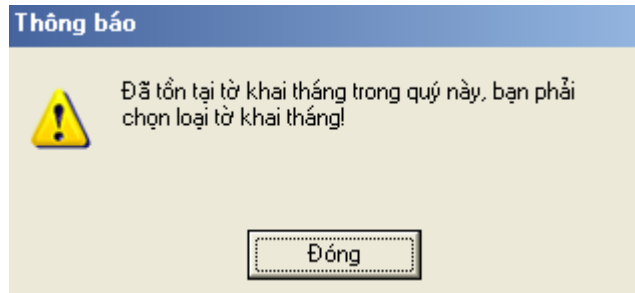 Thông báo
Đã tồn tại tờ khai tháng trong quý này, bạn phải
chọn loại tờ khai tháng!
Đóng